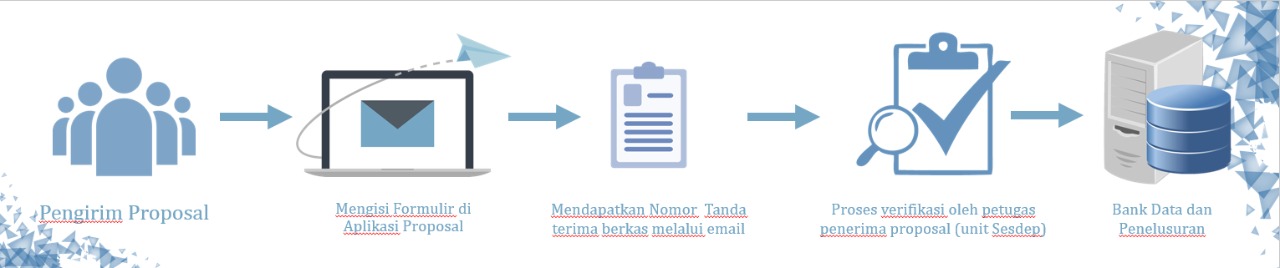 Pengirim Proposal
Mengisi Formulir di
Aplikasi Proposal
Mendapatkan Nomor Tanda
terima berkas melalui email
Proses verifikasi oleh petugas
penerima proposal (unit Sesdep)
Bank Data dan
Penelusuran